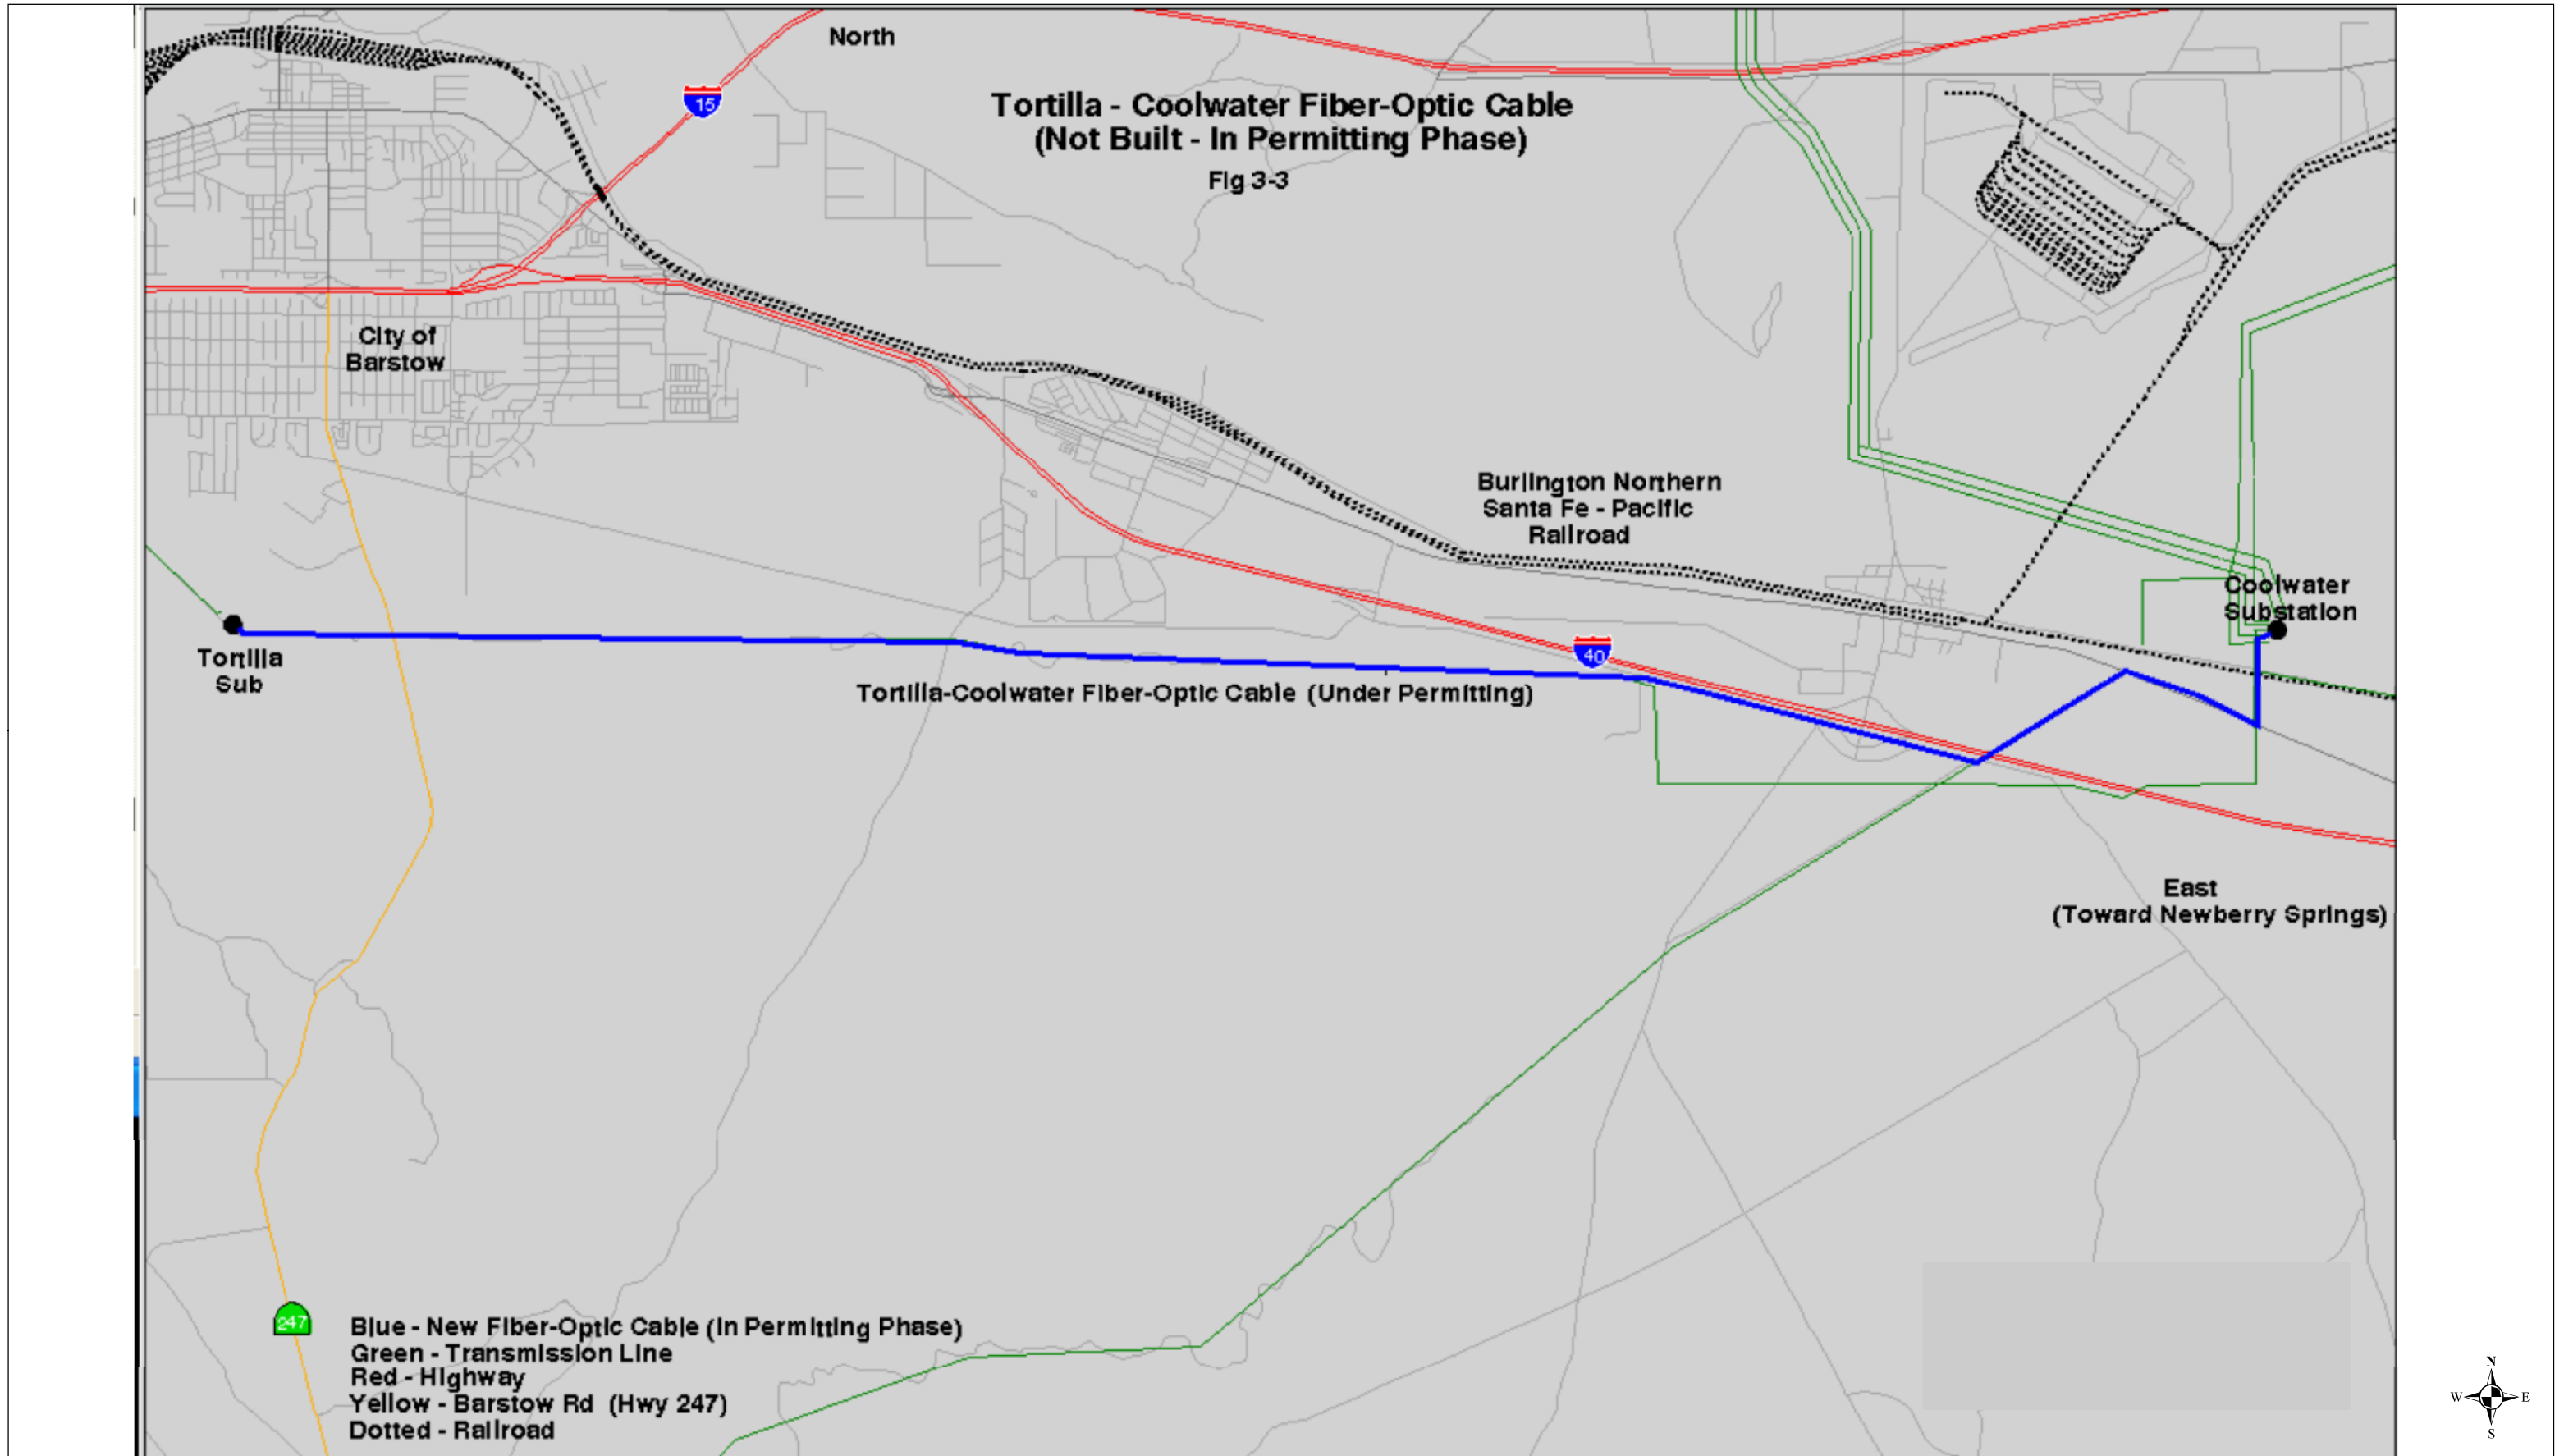 North
15
Tortilla - Coolwater Fiber-Optic Cable
(Not Built - In Permitting Phase)
Fig 3-3
City of
Barstow
Burlington Northern
Santa Fe - Pacific
Railroad
Coolwater
Substation
Tortilla
Sub
40
Tortilla-Coolwater Fiber-Optic Cable (Under Permitting)
East
(Toward Newberry Springs)
247
Blue - New Fiber-Optic Cable (In Permitting Phase)
Green - Transmission Line
Red - Highway
Yellow - Barstow Rd (Hwy 247)
Dotted - Railroad
N
W E
S